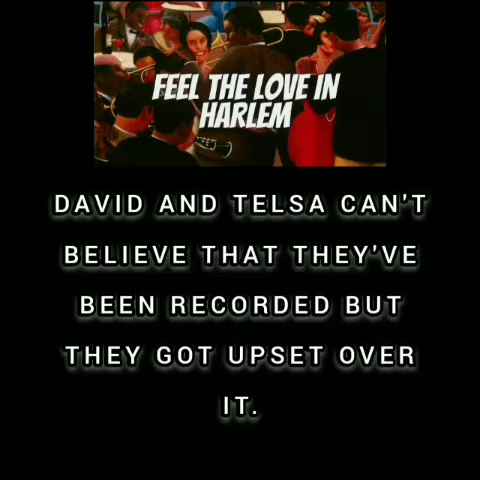 FEEL THE LOVE IN
HARLEM
DAVID AND TELSA CAN'T
BELIEVE THAT THEY'VE
BEEN RECORDED BUT
THEY GOT UPSET OVER
IT.